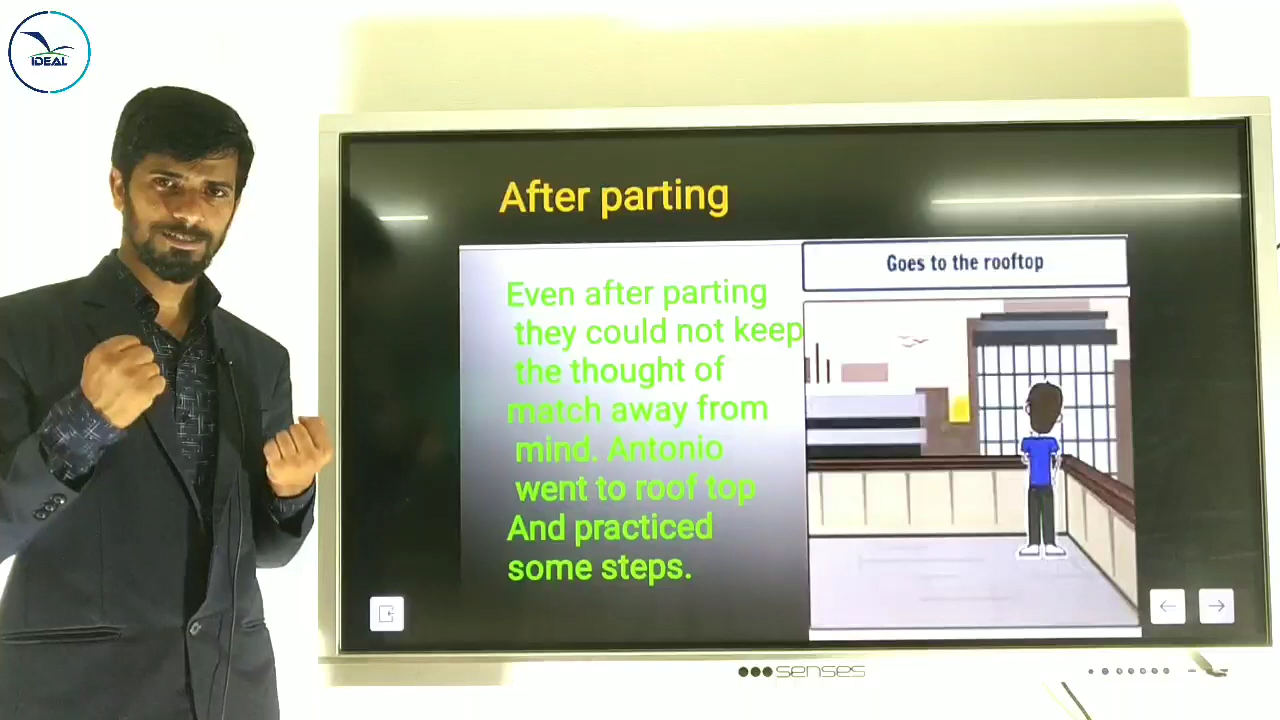 IDEAL
After parting
Even after parting
they could not keep
the thought of
match away from
mind. Antonio
went to roof top
And practiced
some steps.
Goes to the rooftop
senses